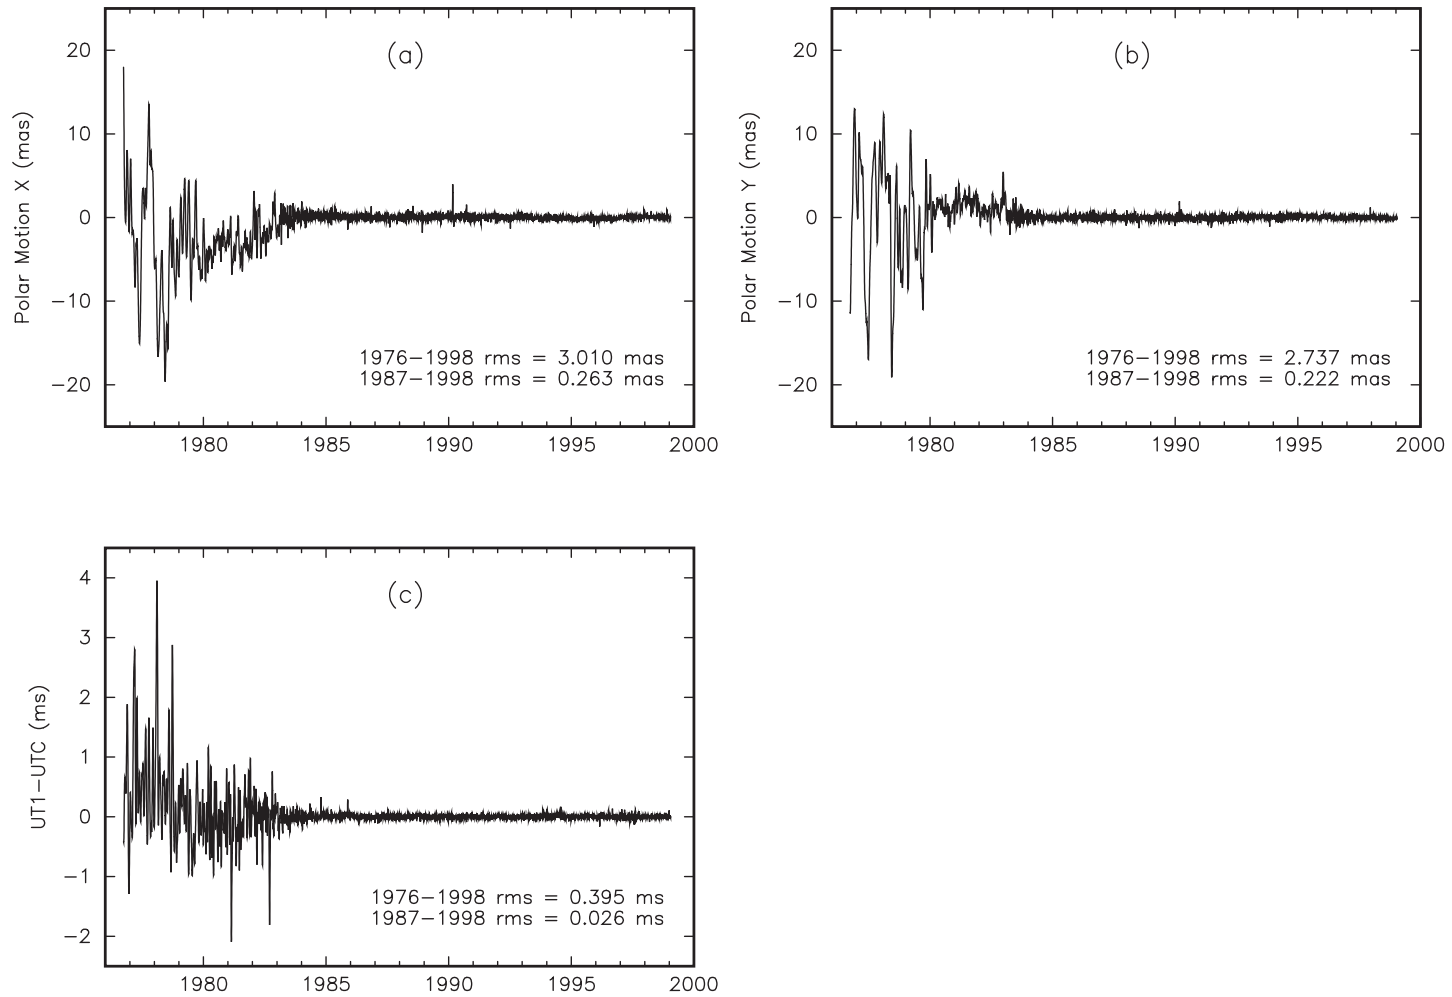 (a)
20
10
0
−10
−20
Polar Motion X (mas)
1976−1998 rms = 3.010 mas
1987−1998 rms = 0.263 mas
1980 1985 1990 1995 2000
(b)
20
10
0
−10
−20
Polar Motion Y (mas)
1976−1998 rms = 2.737 mas
1987−1998 rms = 0.222 mas
1980 1985 1990 1995 2000
(c)
4
3
2
1
0
−1
−2
UT1−UTC (ms)
1976−1998 rms = 0.395 ms
1987−1998 rms = 0.026 ms
1980 1985 1990 1995 2000